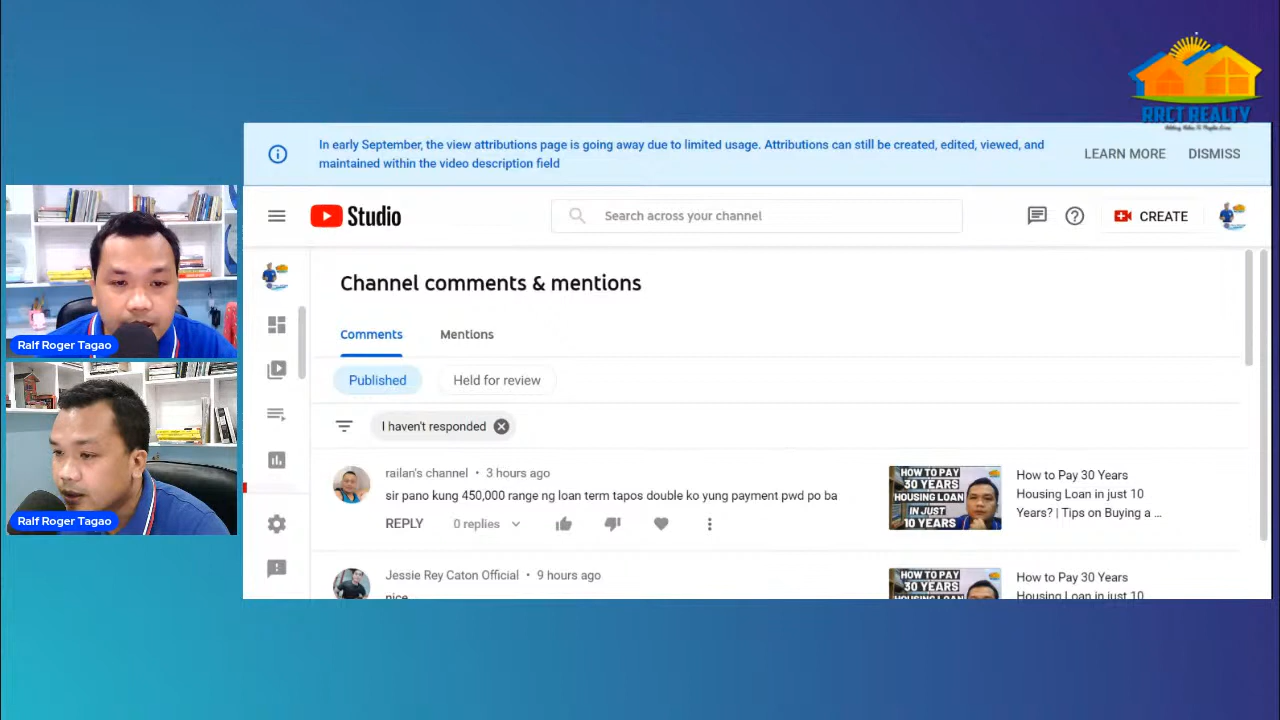 RRCT REALTY
In early September, the view attributions page is going away due to limited usage. Attributions can still be created, edited, viewed, and
maintained within the video description field
LEARN MORE
DISMISS
Studio
Search across your channel
CREATE
Channel comments & mentions
Comments
Mentions
Published
Held for review
I haven't responded
railan's channel • 3 hours ago
sir pano kung 450,000 range ng loan term tapos double ko yung payment pwd po ba
REPLY
0 replies
HOW TO PAY
30 YEARS
HOUSING LOAN
IN JUST
10 YEARS
How to Pay 30 Years
Housing Loan in just 10
Years? | Tips on Buying a ...
Jessie Rey Caton Official • 9 hours ago
nice
HOW TO PAY
30 YEARS
HOUSING LOAN
How to Pay 30 Years
Housing Loan in just 10
Ralf Roger Tagao
Ralf Roger Tagao